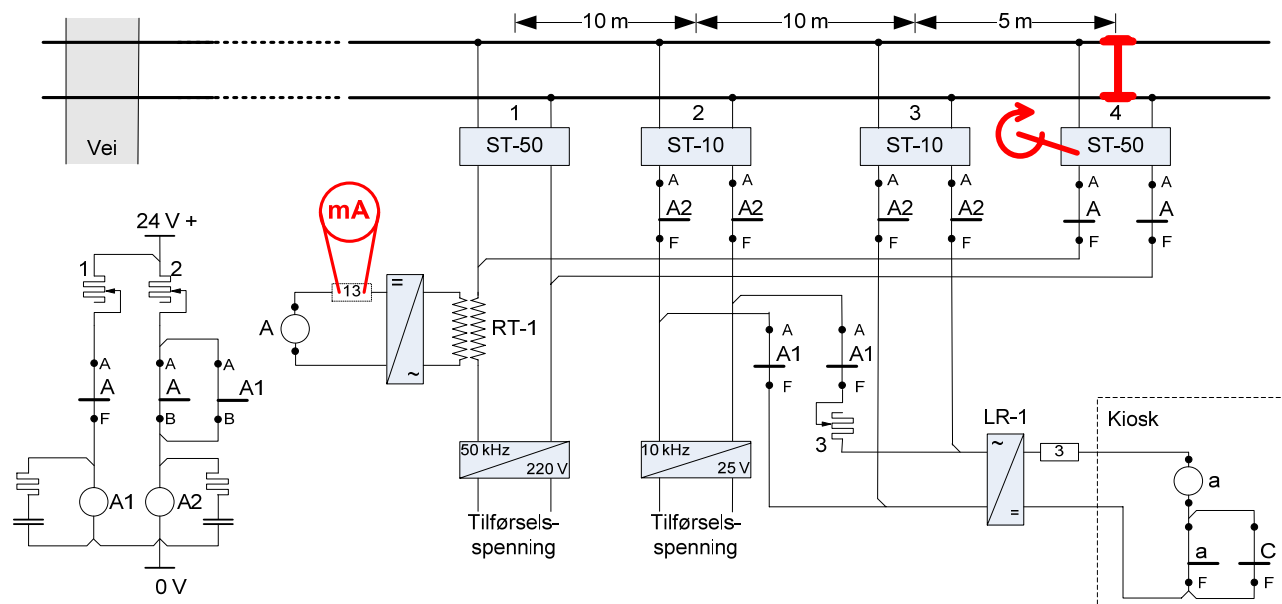 10 m
10 m
5 m
Vei
1
2
3
4
ST-50
ST-10
ST-10
ST-50
A
A
A
A
A
A
A2
A2
A2
A2
A
A
F
F
F
F
F
F
24 V +
mA
1
2
13
=
~
A
RT-1
A
A
A1
A1
F
F
A
A
A
A
A
A1
F
B
B
3
LR-1
~
=
3
Kiosk
a
50 kHz
220 V
10 kHz
25 V
A1
A2
Tilførsels-
spenning
Tilførsels-
spenning
a
C
F
F
0 V